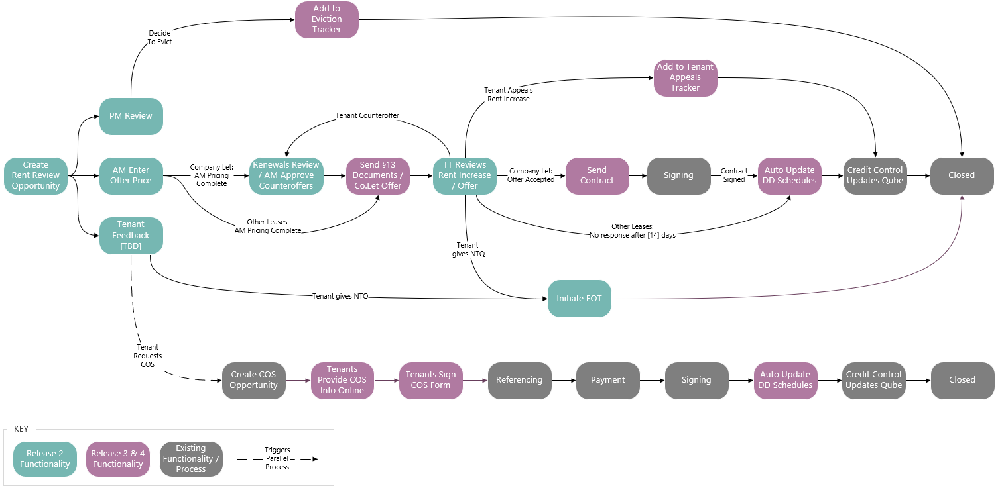 Add to
Eviction
Tracker
Decide
To Evict
Add to Tenant
Appeals
Tracker
Tenant Appeals
Rent Increase
PM Review
Tenant Counteroffer
Create
Rent Review
Opportunity
AM Enter
Offer Price
Company Let:
AM Pricing
Complete
Renewals Review
/ AM Approve
Counteroffers
Send §13
Documents /
Co.Let Offer
TT Reviews
Rent Increase
/ Offer
Company Let:
Offer Accepted
Send
Contract
Signing
Contract
Signed
Auto Update
DD Schedules
Credit Control
Updates Qube
Closed
Other Leases:
AM Pricing Complete
Other Leases:
No response after [14] days
Tenant
Feedback
[TBD]
Tenant
gives NTQ
Tenant gives NTQ
Initiate EOT
Tenant
Requests
COS
Create COS
Opportunity
Tenants
Provide COS
Info Online
Tenants Sign
COS Form
Referencing
Payment
Signing
Auto Update
DD Schedules
Credit Control
Updates Qube
Closed
KEY
Release 2
Functionality
Release 3 & 4
Functionality
Existing
Functionality /
Process
Triggers
Parallel
Process